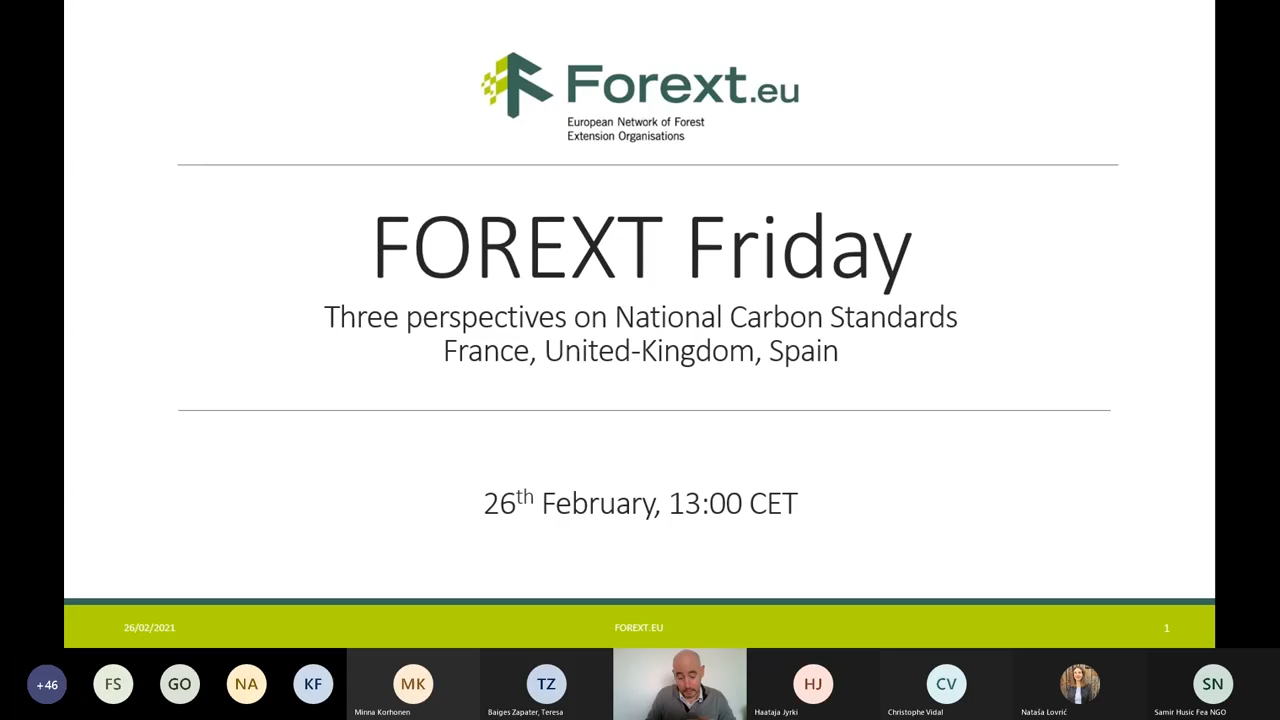 Forext.eu
European Network of Forest
Extension Organisations
FOREXT Friday
Three perspectives on National Carbon Standards
France, United-Kingdom, Spain
26th February, 13:00 CET
26/02/2021
FOREXT.EU
1
+46
FS
GO
NA
KF
MK
Minna Korhonen
TZ
Baiges Zapater, Teresa
HJ
Haataja Jyrki
CV
Christophe Vidal
Nataša Lovrić
SN
Samir Husic Fea NGO